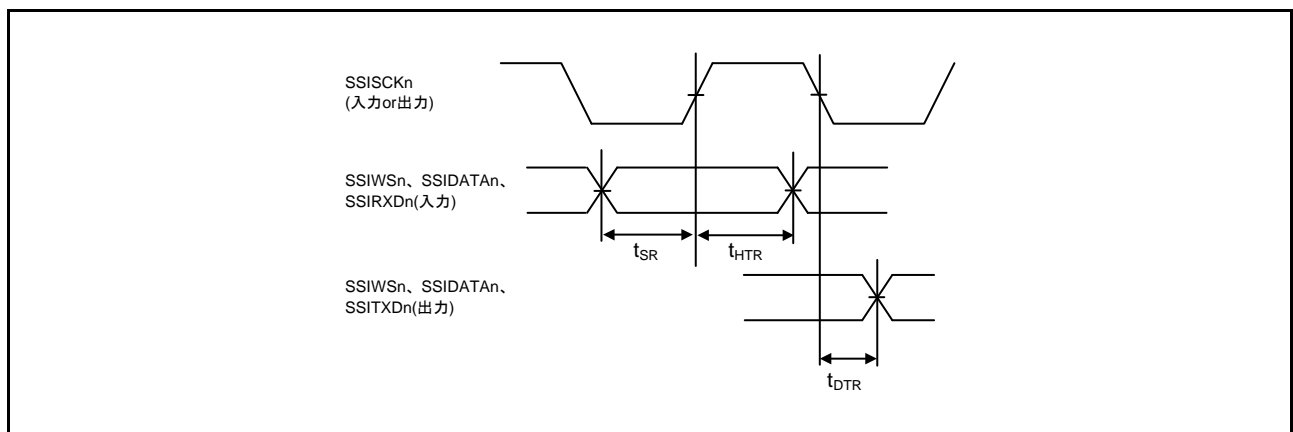 SSISCKn
(入力or出力)
SSIWSn、SSIDATAn、
SSIRXDn(入力)
tSR
tHTR
SSIWSn、SSIDATAn、
SSITXDn(出力)
tDTR